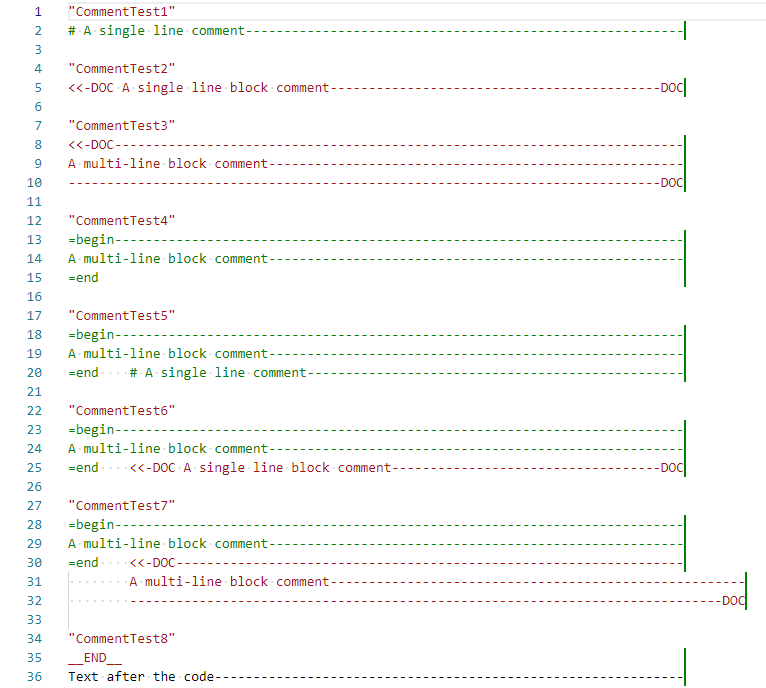 1 "CommentTest1"
2 # A single line comment---------------------------------------------------------
3
4 "CommentTest2"
5 <<-DOC A single line block comment-------------------------------------------DOC
6
7 "CommentTest3"
8 <<-DOC--------------------------------------------------------------------------
9 A multi-line block comment------------------------------------------------------
10 -----------------------------------------------------------------------------DOC
11
12 "CommentTest4"
13 =begin--------------------------------------------------------------------------
14 A multi-line block comment------------------------------------------------------
15 =end
16
17 "CommentTest5"
18 =begin--------------------------------------------------------------------------
19 A multi-line block comment------------------------------------------------------
20 =end    # A single line comment-------------------------------------------------
21
22 "CommentTest6"
23 =begin--------------------------------------------------------------------------
24 A multi-line block comment------------------------------------------------------
25 =end    <<-DOC A single line block comment-----------------------------------DOC
26
27 "CommentTest7"
28 =begin--------------------------------------------------------------------------
29 A multi-line block comment------------------------------------------------------
30 =end    <<-DOC------------------------------------------------------------------
31         A multi-line block comment------------------------------------------------------
32         -----------------------------------------------------------------------------DOC
33
34 "CommentTest8"
35 __END__
36 Text after the code-------------------------------------------------------------